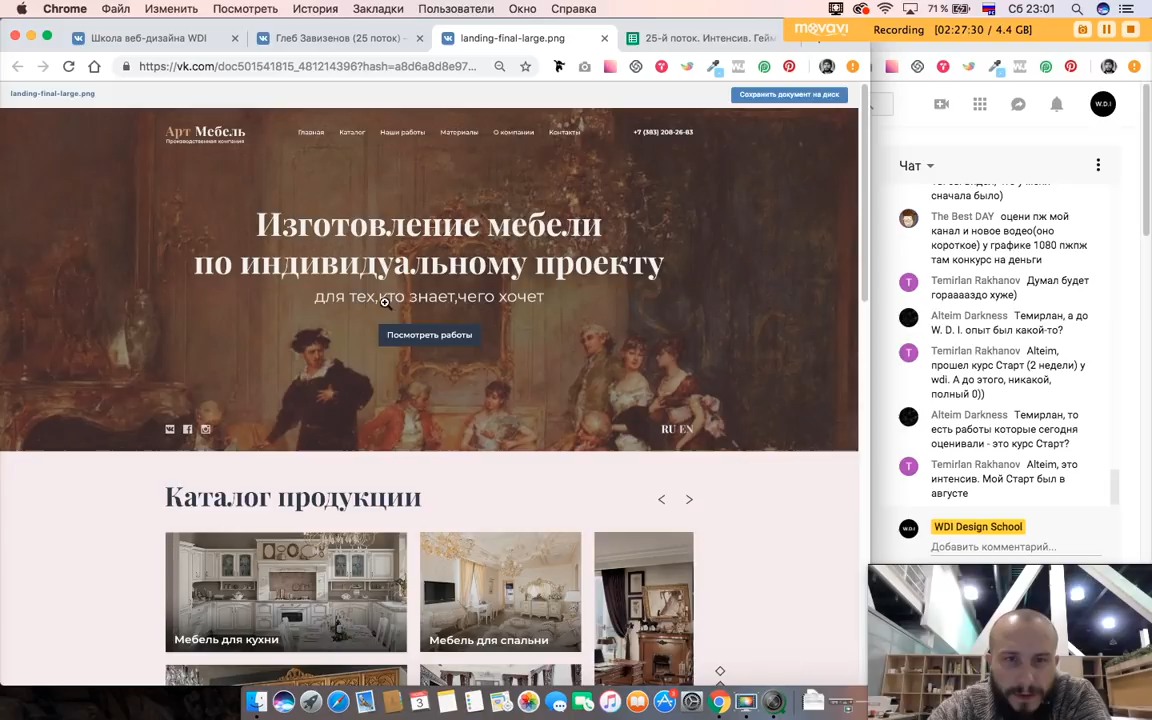 Chrome Файл Изменить Посмотреть История Закладки Пользователи Окно Справка
71 % Сб 23:01
movavi Recording [02:27:30 / 4.4 GB]
Школа веб-дизайна WDI
Глеб Завизенов (25 поток) -
landing-final-large.png
25-й поток. Интенсив. Гейм
https://vk.com/doc501541815_481214396?hash=a8d6a8d8e97...
landing-final-large.png
Сохранить документ на диск
Арт Мебель
Производственная компания
Главная Каталог Наши работы Материалы О компании Контакты
+7 (383) 208-26-83
Изготовление мебели
по индивидуальному проекту
для тех,кто знает,чего хочет
Посмотреть работы
RU EN
Каталог продукции
Мебель для кухни
Мебель для спальни
W.D.I
Чат
сначала было)
The Best DAY оцени пж мой
канал и новое водео(оно
короткое) у графике 1080 пжпж
там конкурс на деньги
Temirlan Rakhanov Думал будет
гораааааздо хуже)
Alteim Darkness Темирлан, а до
W. D. I. опыт был какой-то?
Temirlan Rakhanov Alteim,
прошел курс Старт (2 недели) у
wdi. А до этого, никакой,
полный 0))
Alteim Darkness Темирлан, то
есть работы которые сегодня
оценивали - это курс Старт?
Temirlan Rakhanov Alteim, это
интенсив. Мой Старт был в
августе
WDI Design School
Добавить комментарий...